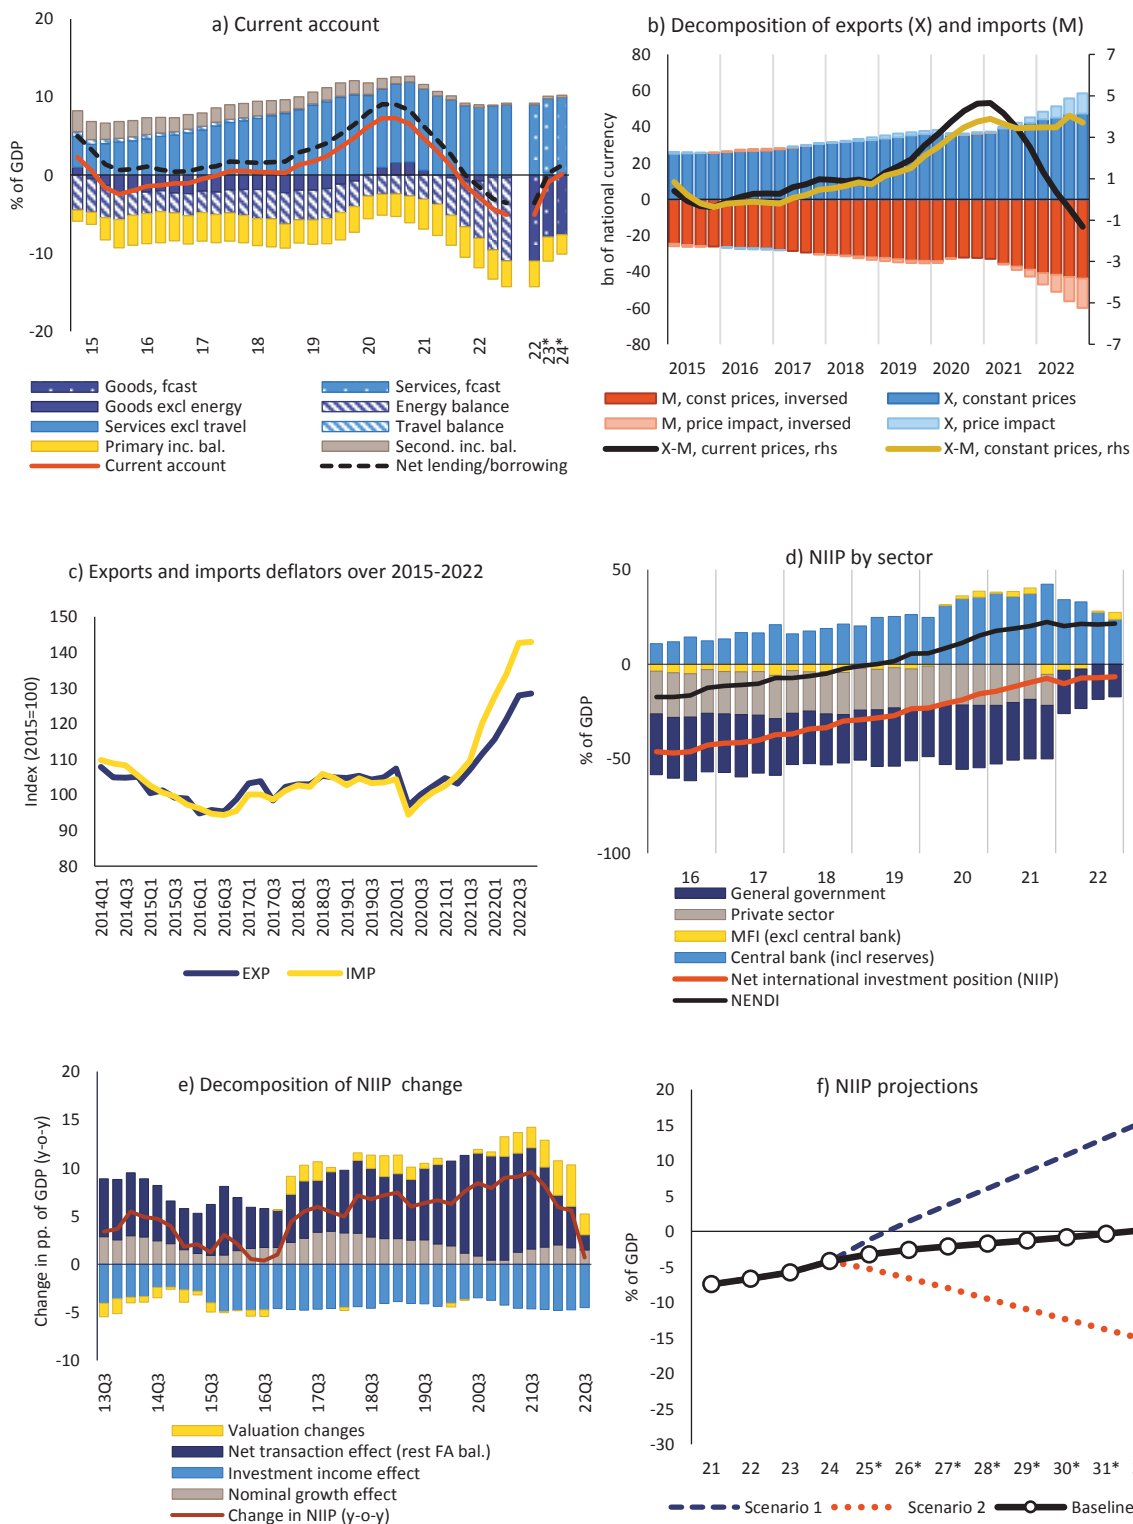 a) Current account
20
10
0
-10
-20
% of GDP
15 16 17 18 19 20 21 22 22 23* 24*
Goods, fcast
Services, fcast
Goods excl energy
Energy balance
Services excl travel
Travel balance
Primary inc. bal.
Second. inc. bal.
Current account
Net lending/borrowing
b) Decomposition of exports (X) and imports (M)
80 7
60 5
40 3
20
0 1
-20 -1
-40 -3
-60 -5
-80 -7
bn of national currency
2015 2016 2017 2018 2019 2020 2021 2022
M, const prices, inversed
X, constant prices
M, price impact, inversed
X, price impact
X-M, current prices, rhs
X-M, constant prices, rhs
c) Exports and imports deflators over 2015-2022
150
140
130
120
110
100
90
80
Index (2015=100)
2014Q1 2014Q3 2015Q1 2015Q3 2016Q1 2016Q3 2017Q1 2017Q3 2018Q1 2018Q3 2019Q1 2019Q3 2020Q1 2020Q3 2021Q1 2021Q3 2022Q1 2022Q3
EXP IMP
d) NIIP by sector
50
0
-50
-100
% of GDP
16 17 18 19 20 21 22
General government
Private sector
MFI (excl central bank)
Central bank (incl reserves)
Net international investment position (NIIP)
NENDI
e) Decomposition of NIIP change
20
15
10
5
0
-5
-10
Change in pp. of GDP (y-o-y)
13Q3 14Q3 15Q3 16Q3 17Q3 18Q3 19Q3 20Q3 21Q3 22Q3
Valuation changes
Net transaction effect (rest FA bal.)
Investment income effect
Nominal growth effect
Change in NIIP (y-o-y)
f) NIIP projections
20
15
10
5
0
-5
-10
-15
-20
-25
-30
% of GDP
21 22 23 24 25* 26* 27* 28* 29* 30* 31*
Scenario 1 Scenario 2 Baseline